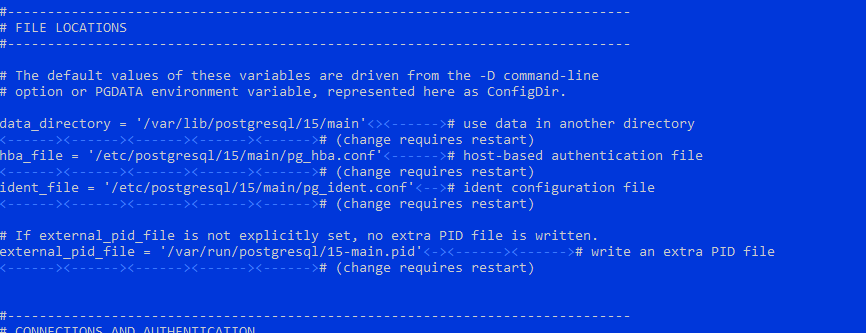 #------------------------------------------------------------------------------
# FILE LOCATIONS
#------------------------------------------------------------------------------
# The default values of these variables are driven from the -D command-line
# option or PGDATA environment variable, represented here as ConfigDir.
data_directory = '/var/lib/postgresql/15/main'<><------># use data in another directory
<------><------><------><------><------># (change requires restart)
hba_file = '/etc/postgresql/15/main/pg_hba.conf'<------># host-based authentication file
<------><------><------><------><------># (change requires restart)
ident_file = '/etc/postgresql/15/main/pg_ident.conf'<--># ident configuration file
<------><------><------><------><------># (change requires restart)
# If external_pid_file is not explicitly set, no extra PID file is written.
external_pid_file = '/var/run/postgresql/15-main.pid'<-><------><------># write an extra PID file
<------><------><------><------><------># (change requires restart)
#------------------------------------------------------------------------------
# CONNECTIONS AND AUTHENTICATION